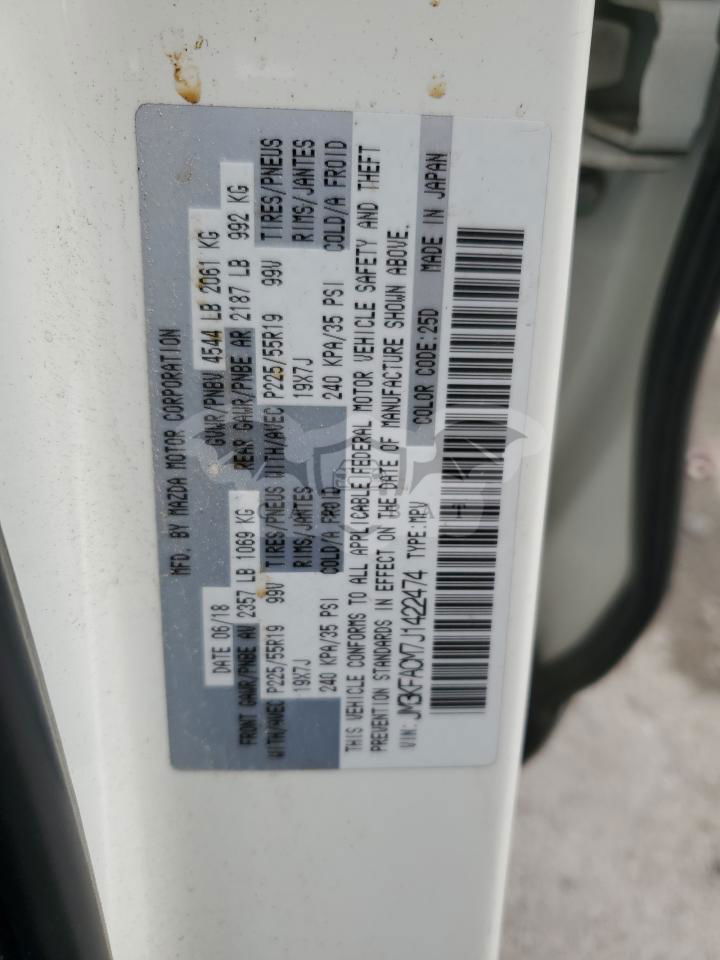 MFD. BY MAZDA MOTOR CORPORATION
DATE 06/18 GVWR/PNBV 4544 LB 2061 KG
FRONT GAWR/PNBE AV 2357 LB 1069 KG REAR GAWR/PNBE AR 2187 LB 992 KG
WITH/AVEC P225/55R19 99V TIRES/PNEUS WITH/AVEC P225/55R19 99V TIRES/PNEUS
19X7J RIMS/JANTES 19X7J RIMS/JANTES
240 KPA/35 PSI COLD/A FROID 240 KPA/35 PSI COLD/A FROID
THIS VEHICLE CONFORMS TO ALL APPLICABLE FEDERAL MOTOR VEHICLE SAFETY AND THEFT
PREVENTION STANDARDS IN EFFECT ON THE DATE OF MANUFACTURE SHOWN ABOVE.
VIN: JM3KFACM7J1422474 TYPE:MPV COLOR CODE:25D MADE IN JAPAN